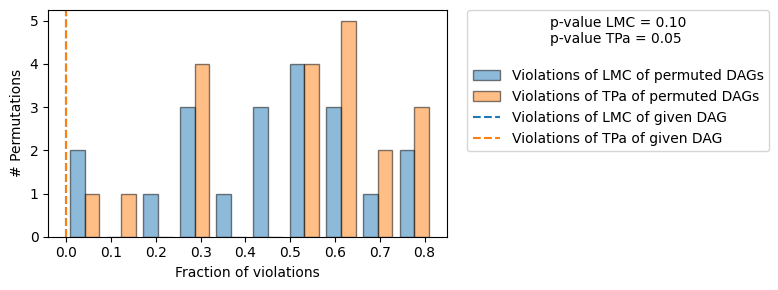 5
4
3
2
1
0
# Permutations
0.0 0.1 0.2 0.3 0.4 0.5 0.6 0.7 0.8
Fraction of violations
p-value LMC = 0.10
p-value TPa = 0.05
Violations of LMC of permuted DAGs
Violations of TPa of permuted DAGs
Violations of LMC of given DAG
Violations of TPa of given DAG